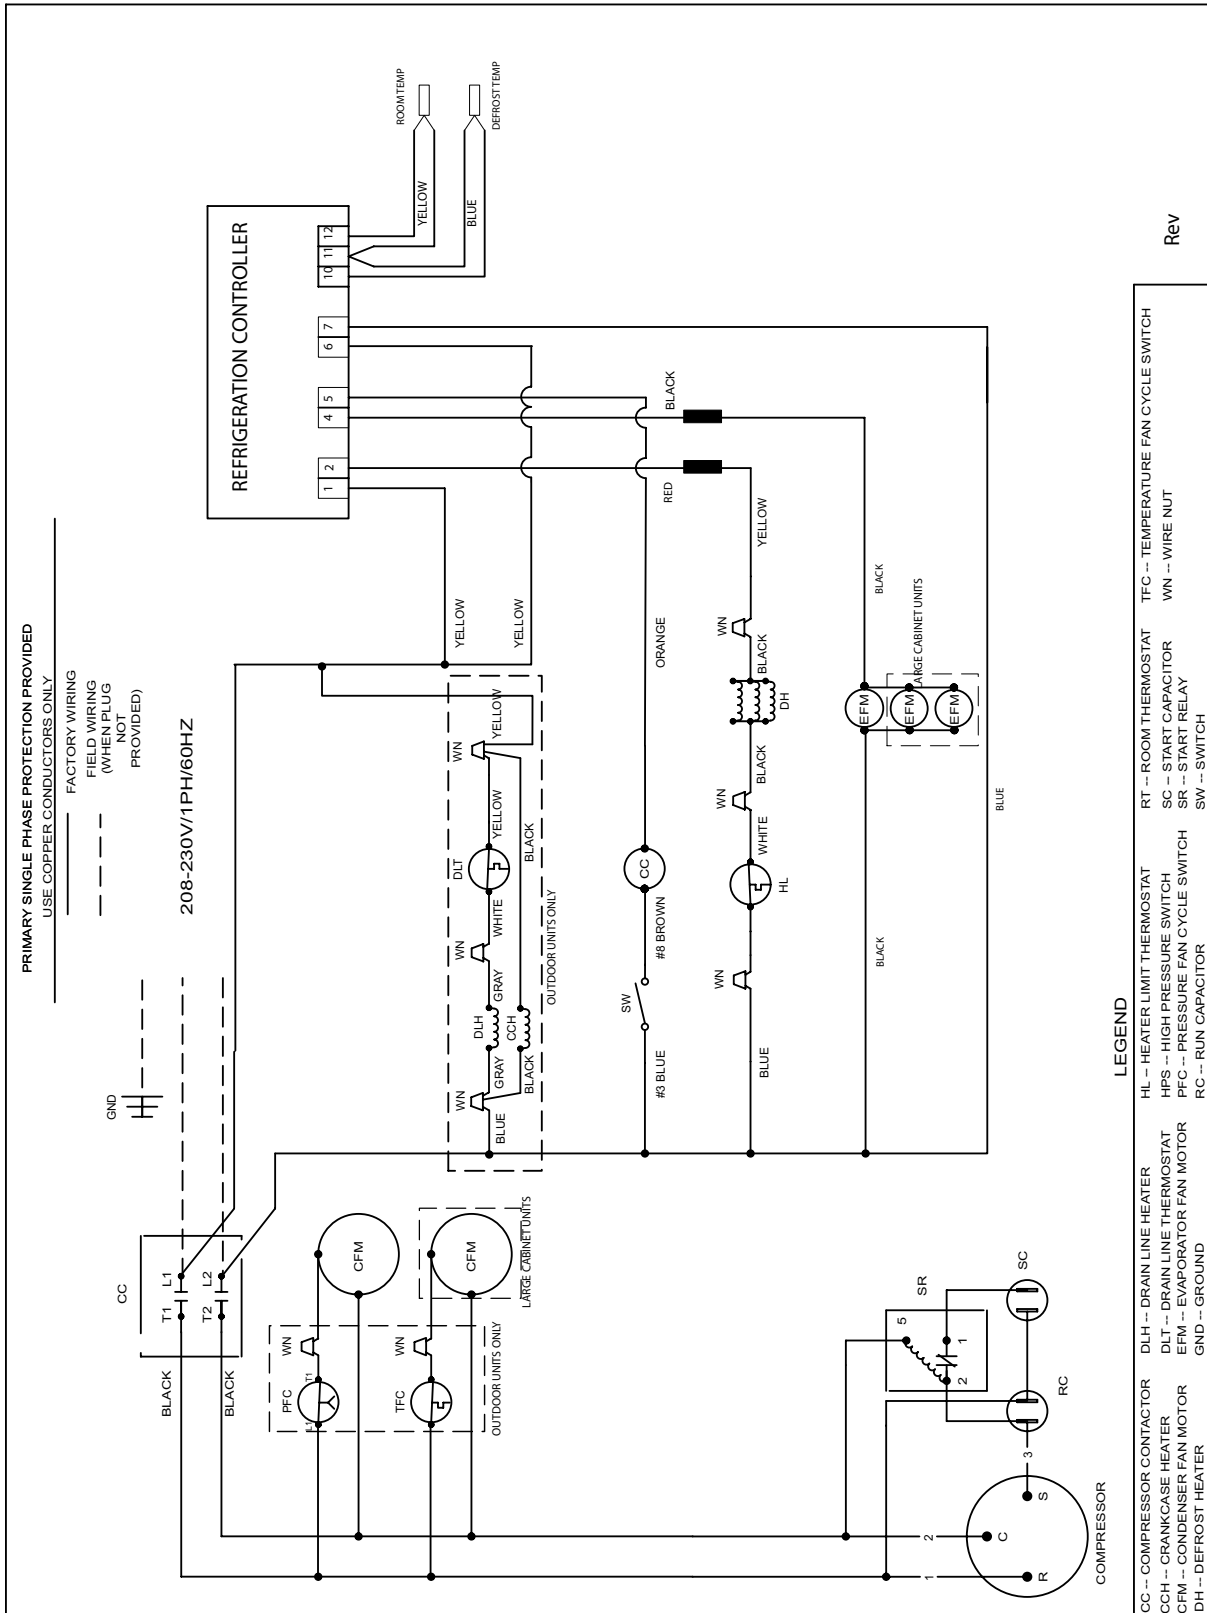 PRIMARY SINGLE PHASE PROTECTION PROVIDED
USE COPPER CONDUCTORS ONLY
FACTORY WIRING
FIELD WIRING
(WHEN PLUG
NOT
PROVIDED)
208-230V/1PH/60HZ
GND
CC
T1
L1
T2
L2
BLACK
BLACK
REFRIGERATION CONTROLLER
1
2
4
5
6
7
10
11
12
ROOM TEMP
DEFROST TEMP
YELLOW
BLUE
YELLOW
YELLOW
PFC
L1
T1
WN
CFM
TFC
WN
CFM
OUTDOOR UNITS ONLY
LARGE CABINET UNITS
WN
BLUE
GRAY
DLH
GRAY
WN
WHITE
DLT
YELLOW
WN
YELLOW
BLACK
CCH
BLACK
OUTDOOR UNITS ONLY
#3 BLUE
SW
#8 BROWN
CC
ORANGE
RED
BLACK
BLUE
WN
HL
WHITE
WN
BLACK
DH
BLACK
WN
YELLOW
BLACK
EFM
EFM
EFM
BLACK
LARGE CABINET UNITS
BLUE
SR
5
2
1
SC
RC
1
2
3
R
C
S
COMPRESSOR
LEGEND
CC -- COMPRESSOR CONTACTOR
CCH -- CRANKCASE HEATER
CFM -- CONDENSER FAN MOTOR
DH -- DEFROST HEATER
DLH -- DRAIN LINE HEATER
DLT -- DRAIN LINE THERMOSTAT
EFM -- EVAPORATOR FAN MOTOR
GND -- GROUND
HL -- HEATER LIMIT THERMOSTAT
HPS -- HIGH PRESSURE SWITCH
PFC -- PRESSURE FAN CYCLE SWITCH
RC -- RUN CAPACITOR
RT -- ROOM THERMOSTAT
SC -- START CAPACITOR
SR -- START RELAY
SW -- SWITCH
TFC -- TEMPERATURE FAN CYCLE SWITCH
WN -- WIRE NUT
Rev